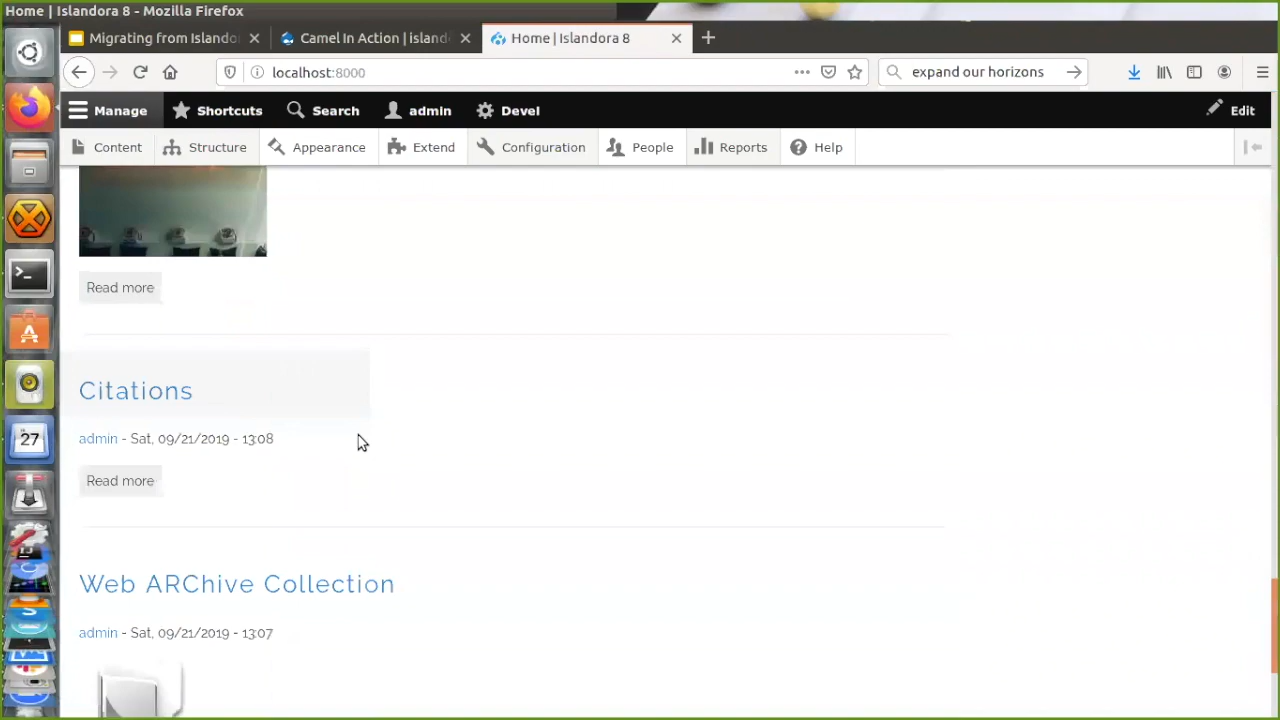 Home | Islandora 8 - Mozilla Firefox
Migrating from Islando
Camel In Action | island
Home | Islandora 8
localhost:8000
expand our horizons
Manage
Shortcuts
Search
admin
Devel
Edit
Content
Structure
Appearance
Extend
Configuration
People
Reports
Help
Read more
Citations
admin - Sat, 09/21/2019 - 13:08
Read more
Web ARChive Collection
admin - Sat, 09/21/2019 - 13:07
27